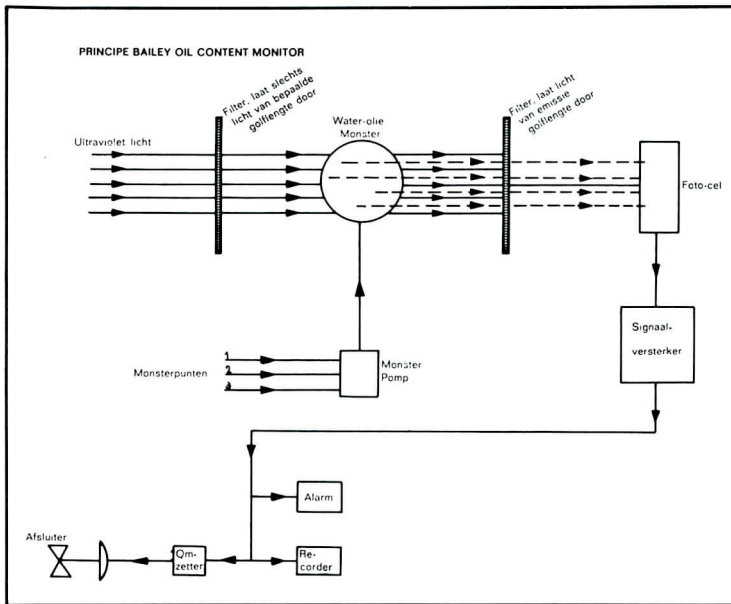 PRINCIPE BAILEY OIL CONTENT MONITOR
Filter, laat slechts
licht van bepaalde
golflengte door
Water-olie
Monster
Filter, laat licht
van emissie
golflengte door
Ultraviolet licht
Foto-cel
Signaal-
versterker
Monsterpunten
1
2
3
Monster
Pomp
Alarm
Afsluiter
Om-
zetter
Re-
corder